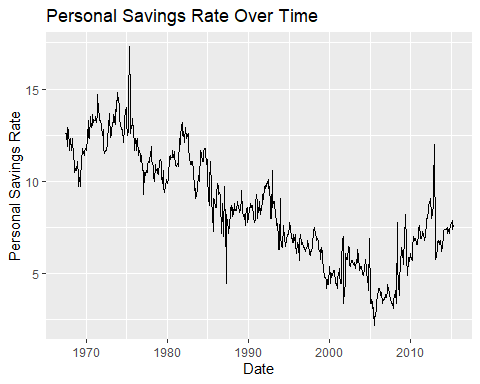 Personal Savings Rate Over Time
Personal Savings Rate
15
10
5
1970 1980 1990 2000 2010
Date